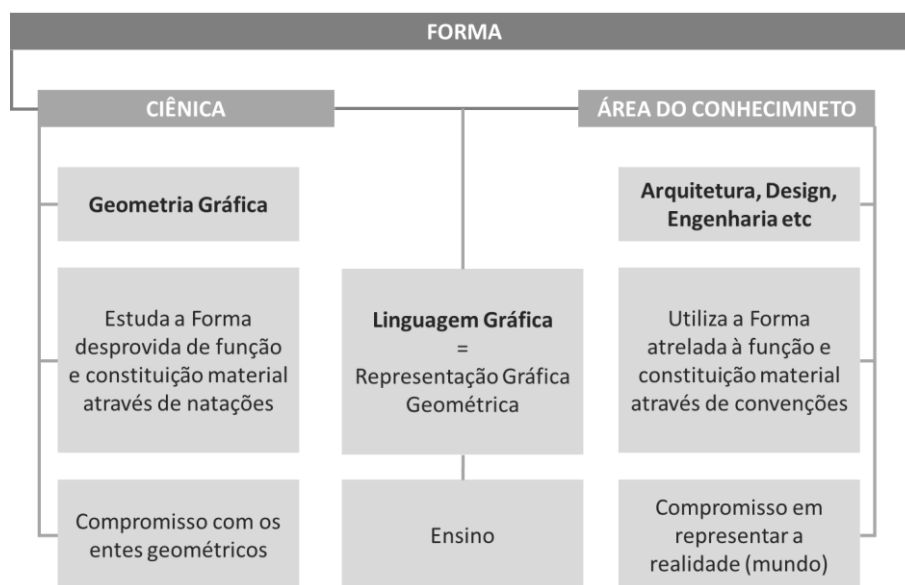 FORMA
CIÊNICA
ÁREA DO CONHECIMNETO
Geometria Gráfica
Arquitetura, Design,
Engenharia etc
Estuda a Forma
desprovida de função
e constituição material
através de natações
Linguagem Gráfica
=
Representação Gráfica
Geométrica
Utiliza a Forma
atrelada à função e
constituição material
através de convenções
Compromisso com os
entes geométricos
Ensino
Compromisso em
representar a
realidade (mundo)